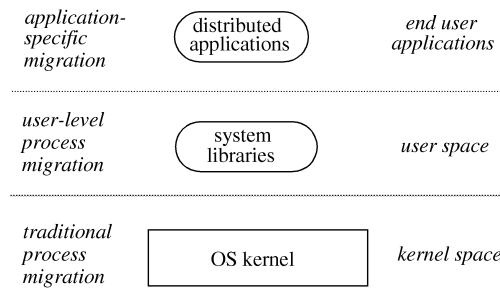 application-
specific
migration
distributed
applications
end user
applications
user-level
process
migration
system
libraries
user space
traditional
process
migration
OS kernel
kernel space